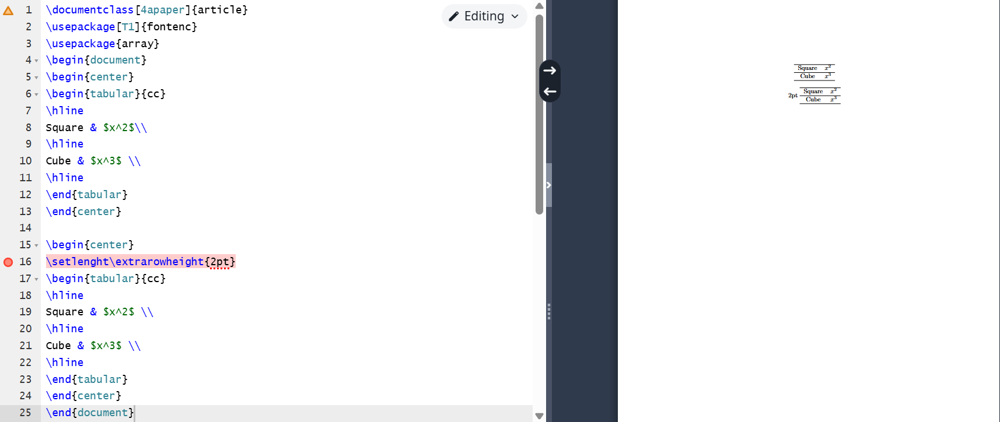 1 \documentclass[4apaper]{article}
2 \usepackage[T1]{fontenc}
3 \usepackage{array}
4 \begin{document}
5 \begin{center}
6 \begin{tabular}{cc}
7 \hline
8 Square & $x^2$\\
9 \hline
10 Cube & $x^3$ \\
11 \hline
12 \end{tabular}
13 \end{center}
14
15 \begin{center}
16 \setlenght\extrarowheight{2pt}
17 \begin{tabular}{cc}
18 \hline
19 Square & $x^2$ \\
20 \hline
21 Cube & $x^3$ \\
22 \hline
23 \end{tabular}
24 \end{center}
25 \end{document}
Editing
Square x²
Cube x³
Square x²
2pt
Cube x³